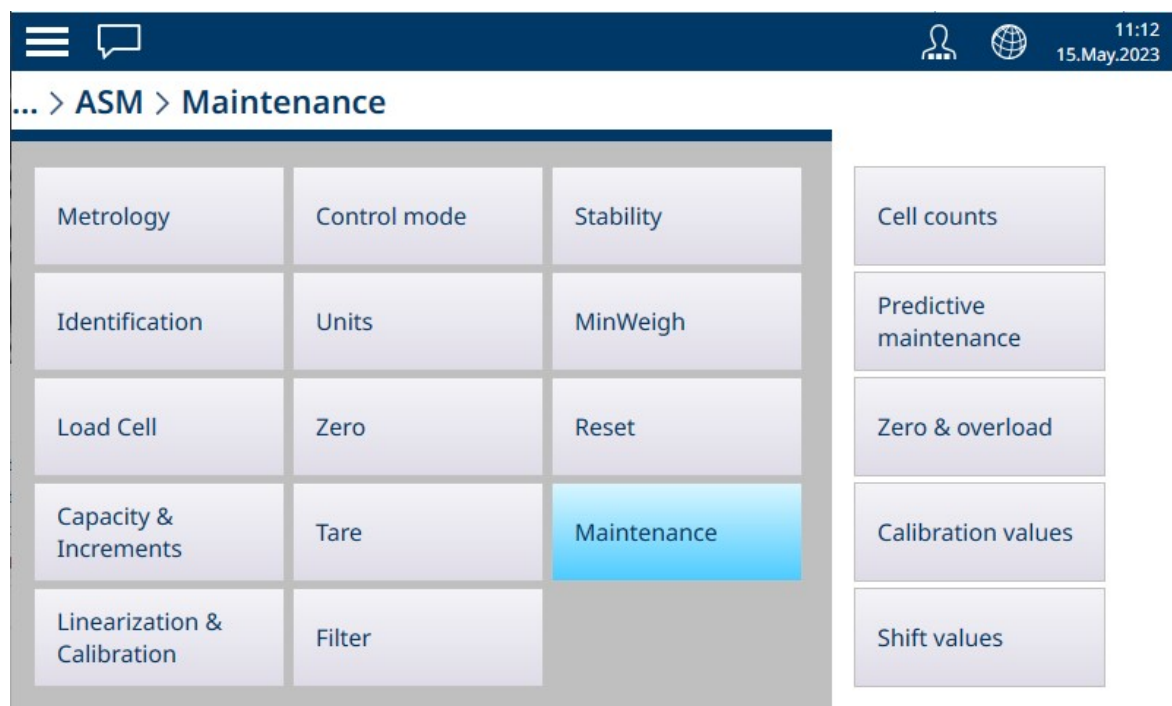 11:12
15.May.2023
... > ASM > Maintenance
Metrology
Control mode
Stability
Cell counts
Identification
Units
MinWeigh
Predictive
maintenance
Load Cell
Zero
Reset
Zero & overload
Capacity &
Increments
Tare
Maintenance
Calibration values
Linearization &
Calibration
Filter
Shift values